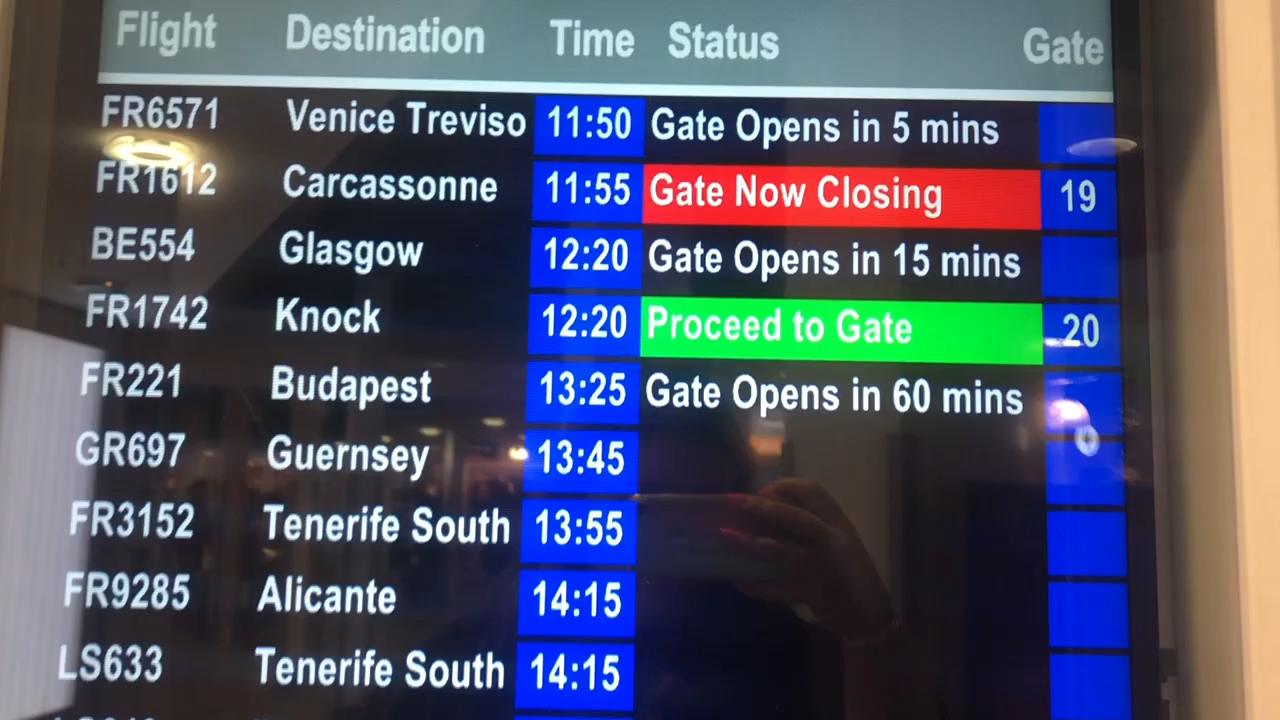 Flight Destination Time Status Gate
FR6571 Venice Treviso 11:50 Gate Opens in 5 mins
FR1612 Carcassonne 11:55 Gate Now Closing 19
BE554 Glasgow 12:20 Gate Opens in 15 mins
FR1742 Knock 12:20 Proceed to Gate 20
FR221 Budapest 13:25 Gate Opens in 60 mins
GR697 Guernsey 13:45
FR3152 Tenerife South 13:55
FR9285 Alicante 14:15
LS633 Tenerife South 14:15